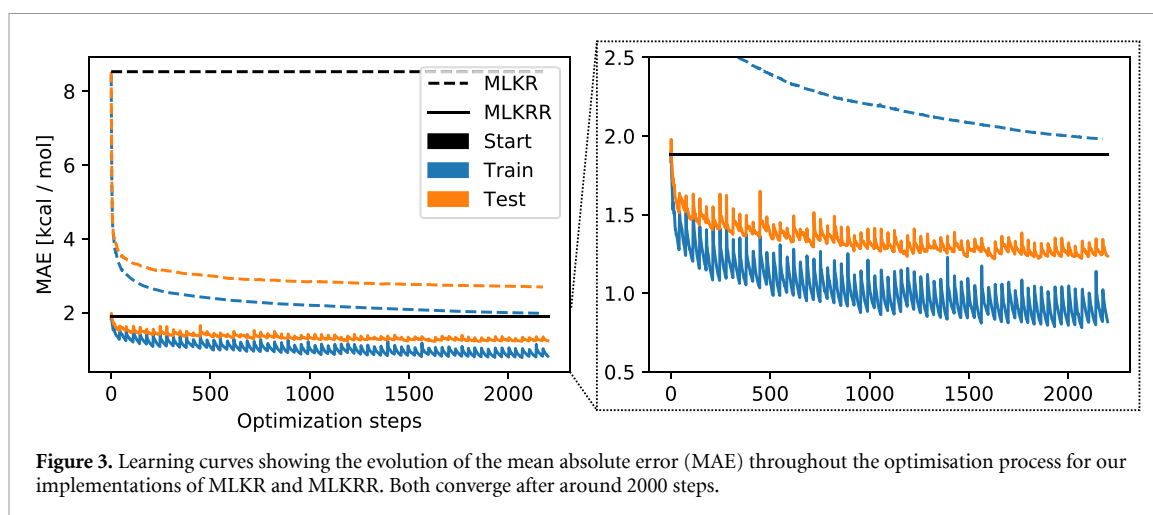 MAE [kcal / mol]
8
6
4
2
0
500
1000
1500
2000
Optimization steps
MLKR
MLKRR
Start
Train
Test
2.5
2.0
1.5
1.0
0.5
0
500
1000
1500
2000
Figure 3. Learning curves showing the evolution of the mean absolute error (MAE) throughout the optimisation process for our
implementations of MLKR and MLKRR. Both converge after around 2000 steps.